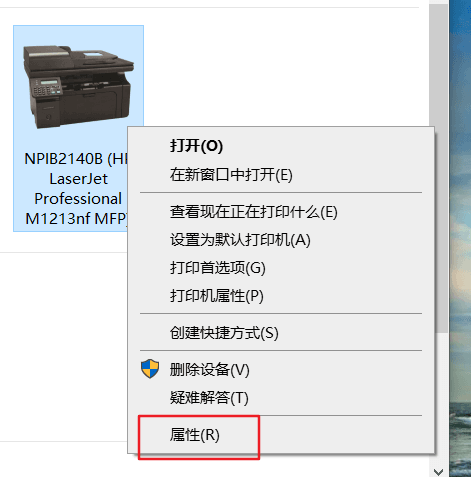 NPIB2140B (HP
LaserJet
Professional
M1213nf MFP)
打开(O)
在新窗口中打开(E)
查看现在正在打印什么(E)
设置为默认打印机(A)
打印首选项(G)
打印机属性(P)
创建快捷方式(S)
删除设备(V)
疑难解答(T)
属性(R)